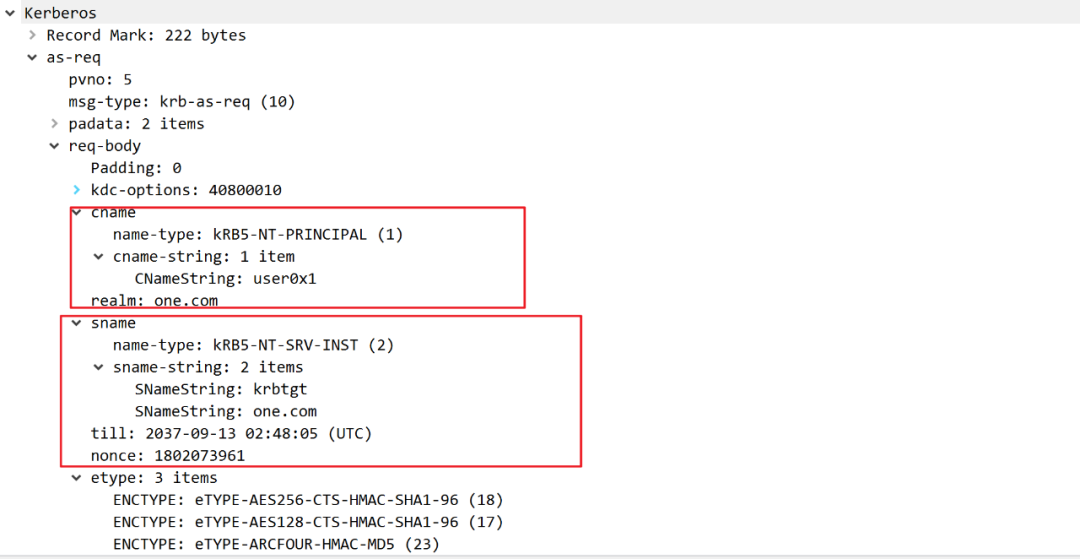 Kerberos
Record Mark: 222 bytes
as-req
pvno: 5
msg-type: krb-as-req (10)
padata: 2 items
req-body
Padding: 0
kdc-options: 40800010
cname
name-type: kRB5-NT-PRINCIPAL (1)
cname-string: 1 item
CNameString: user0x1
realm: one.com
sname
name-type: kRB5-NT-SRV-INST (2)
sname-string: 2 items
SNameString: krbtgt
SNameString: one.com
till: 2037-09-13 02:48:05 (UTC)
nonce: 1802073961
etype: 3 items
ENCTYPE: eTYPE-AES256-CTS-HMAC-SHA1-96 (18)
ENCTYPE: eTYPE-AES128-CTS-HMAC-SHA1-96 (17)
ENCTYPE: eTYPE-ARCFOUR-HMAC-MD5 (23)